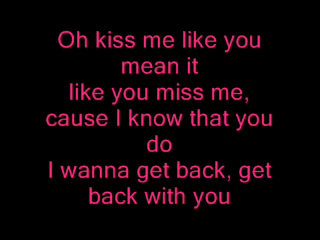 Oh kiss me like you
mean it
like you miss me,
cause I know that you
do
I wanna get back, get
back with you